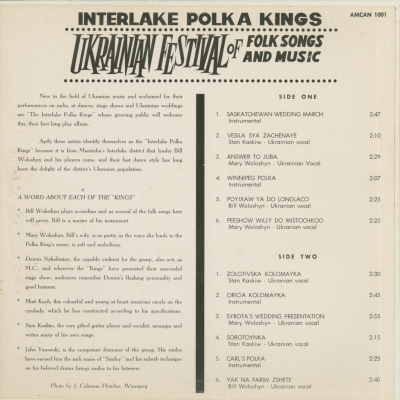 INTERLAKE POLKA KINGS
AMCAN 1001
UKRAINIAN FESTIVAL OF FOLK SONGS AND MUSIC
New in the field of Ukrainian music and acclaimed for their
performances on radio, at dances, stage shows and Ukrainian weddings
are "The Interlake Polka Kings" whose growing public will welcome
this, their first long play album.
Aptly these artists identify themselves as the "Interlake Polka
Kings" because it is from Manitoba's Interlake district that leader Bill
Woloshyn and his players come, and their fast dance style has long
been the delight of the district's Ukrainian population.
A WORD ABOUT EACH OF THE "KINGS"
* Bill Woloshyn plays accordion and as several of the folk songs here
will prove, Bill is a master of his instrument.
* Mary Woloshyn, Bill's wife, is as pretty as the voice she lends to the
Polka King's music, is soft and melodious.
* Dennis Nykoliation, the capable violinist for the group, also acts as
M.C., and wherever the "Kings" have presented their successful
stage show, audiences remember Dennis's flashing personality and
good humour.
* Matt Kozh, this colourful and young at heart musician excels on the
cymbaly, which he has constructed according to his specifications.
* Stan Kaskiw, the very gifted guitar player and vocalist, arranges and
writes many of his own songs.
* John Yanowski, is the competent drummer of the group. His smiles
have earned him the nick name of "Smiley" and his solid technique
on his beloved drums brings smiles to his listeners.
Photo by J. Coleman Fletcher, Winnipeg
SIDE ONE
1. SASKATCHEWAN WEDDING MARCH 2:47
Instrumental
2. VESILA SYA ZACHENAYE 2:10
Stan Kaskiw - Ukrainian vocal
3. ANSWER TO JUBA 2:29
Mary Woloshyn - Ukrainian Vocal
4. WINNIPEG POLKA 2:07
Instrumental
5. POYIXAW YA DO LONGLACO 2:25
Bill Woloshyn - Ukranian vocal
6. PEESHOW WILLY DO MISTOCHKOO 2:25
Mary Woloshyn - Ukranian vocal
SIDE TWO
1. ZOLOTIVSKA KOLOMAYKA 2:30
Stan Kaskiw - Ukranian vocal
2. ORICIA KOLOMAYKA 2:45
Instrumental
3. SYROTA'S WEDDING PRESENTATION 2:55
Mary Woloshyn - Ukranian vocal
4. SOBOTOYNKA 2:15
Stan Kaskiw - Ukranian vocal
5. CARL'S POLKA 2:25
Instrumental
6. YAK NA FARMI ZSHETE 2:40
Bill Woloshyn - Ukranian vocal